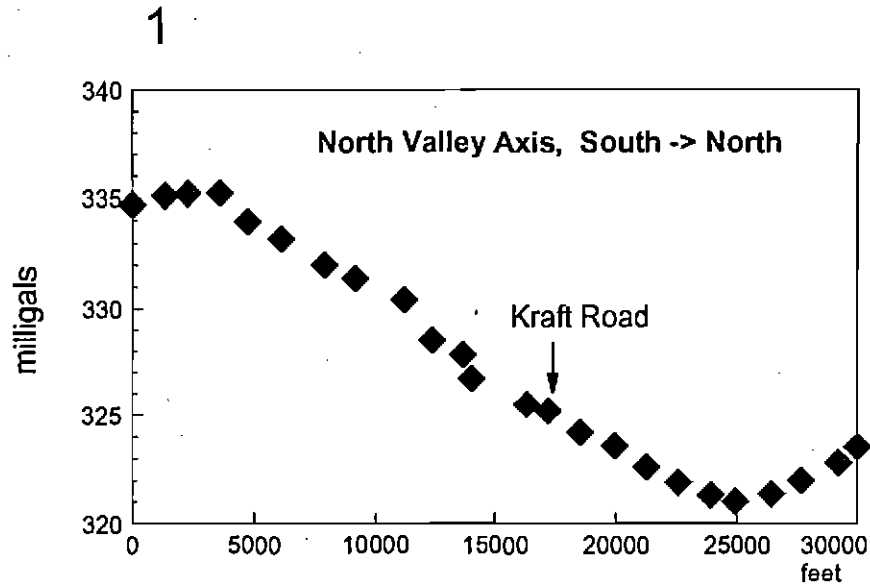 1
340
North Valley Axis, South -> North
335
milligals
330
Kraft Road
325
320
0 5000 10000 15000 20000 25000 30000
feet